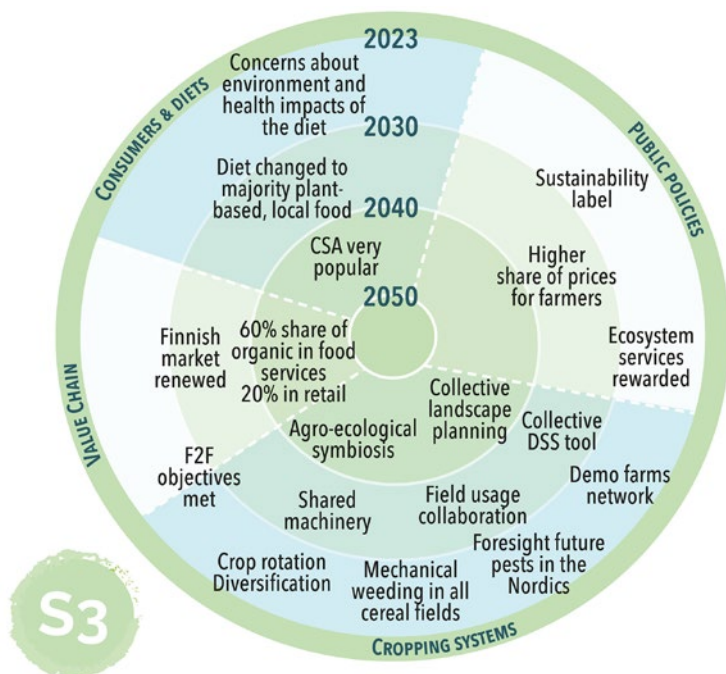 2023
Concerns about
environment and
health impacts of
the diet
2030
Diet changed to
majority plant-
based, local food
2040
CSA very
popular
2050
CONSUMERS & DIETS
PUBLIC POLICIES
Sustainability
label
Higher
share of prices
for farmers
Ecosystem
services
rewarded
VALUE CHAIN
Finnish
market
renewed
60% share of
organic in food
services
20% in retail
F2F
objectives
met
Agro-ecological
symbiosis
Collective
landscape
planning
Collective
DSS tool
Demo farms
network
Shared
machinery
Field usage
collaboration
Foresight future
pests in the
Nordics
Crop rotation
Diversification
Mechanical
weeding in all
cereal fields
CROPPING SYSTEMS
S3